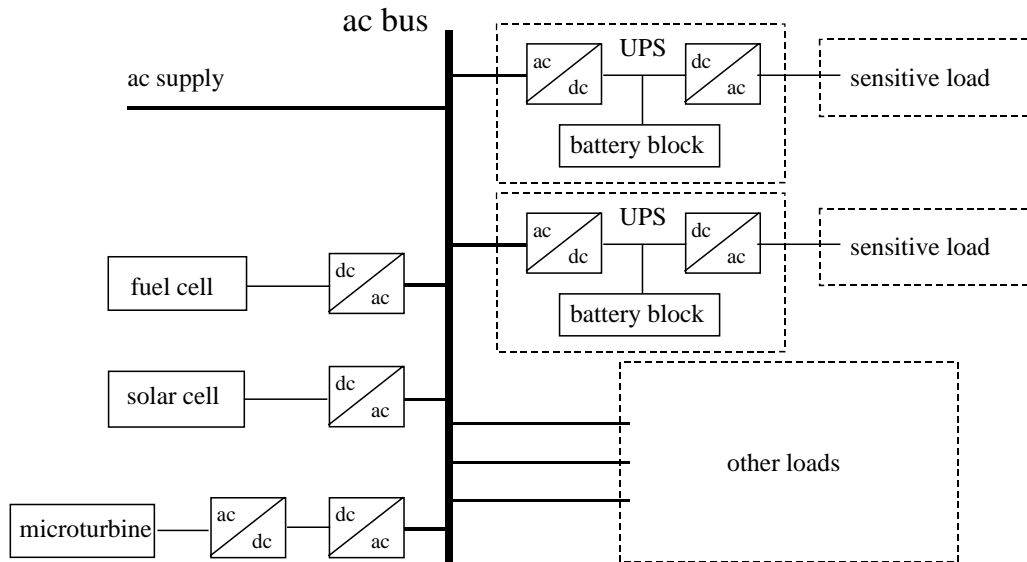 ac bus
ac supply
UPS
ac
dc
dc
ac
battery block
sensitive load
UPS
ac
dc
dc
ac
battery block
sensitive load
fuel cell
dc
ac
solar cell
dc
ac
other loads
microturbine
ac
dc
dc
ac